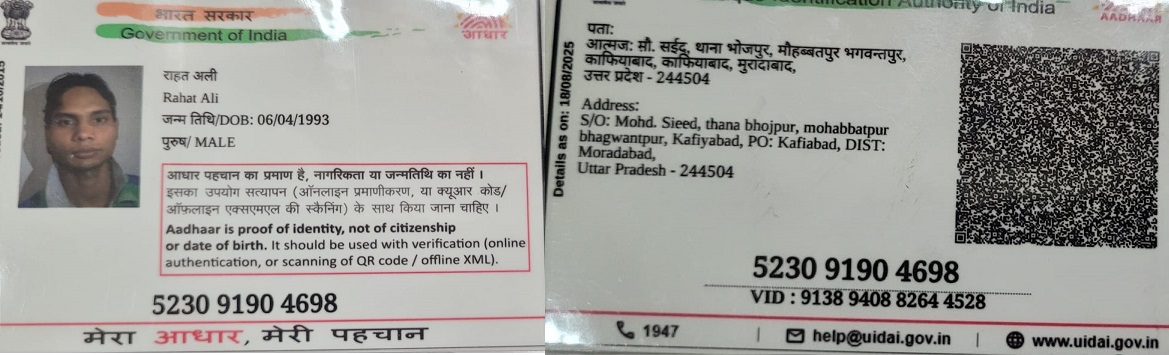 भारत सरकार
Government of India
आधार
राहत अली
Rahat Ali
जन्म तिथि/DOB: 06/04/1993
पुरुष/ MALE
आधार पहचान का प्रमाण है, नागरिकता या जन्मतिथि का नहीं ।
इसका उपयोग सत्यापन (ऑनलाइन प्रमाणीकरण, या क्यूआर कोड/
ऑफ़लाइन एक्सएमएल की स्कैनिंग) के साथ किया जाना चाहिए ।
Aadhaar is proof of identity, not of citizenship
or date of birth. It should be used with verification (online
authentication, or scanning of QR code / offline XML).
5230 9190 4698
मेरा आधार, मेरी पहचान
Identification Authority of India
AADHAAR
Details as on: 18/08/2025
पता:
आत्मज: मौ. सईद, थाना भोजपुर, मौहब्बतपुर भगवन्तपुर,
काफियाबाद, काफियाबाद, मुरादाबाद,
उत्तर प्रदेश - 244504
Address:
S/O: Mohd. Sieed, thana bhojpur, mohabbatpur
bhagwantpur, Kafiyabad, PO: Kafiabad, DIST:
Moradabad,
Uttar Pradesh - 244504
5230 9190 4698
VID : 9138 9408 8264 4528
1947
help@uidai.gov.in
www.uidai.gov.in